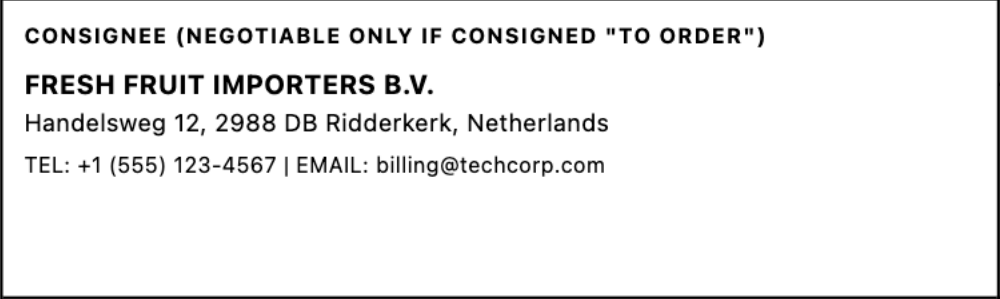 CONSIGNEE (NEGOTIABLE ONLY IF CONSIGNED "TO ORDER")
FRESH FRUIT IMPORTERS B.V.
Handelsweg 12, 2988 DB Ridderkerk, Netherlands
TEL: +1 (555) 123-4567 | EMAIL: billing@techcorp.com